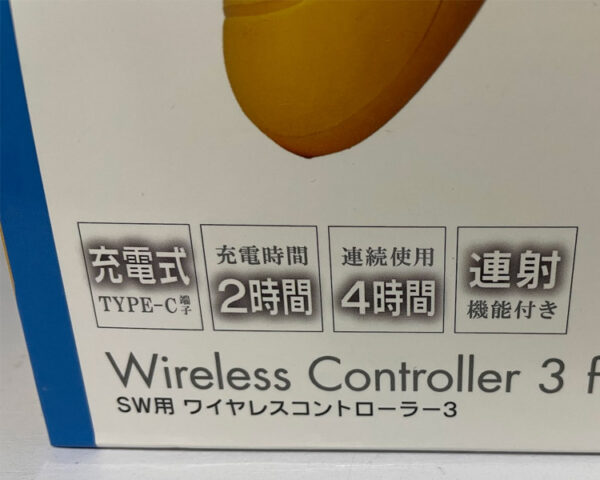 充電式
TYPE-C端子
充電時間
2時間
連続使用
4時間
連射
機能付き
Wireless Controller 3 f
SW用 ワイヤレスコントローラー3